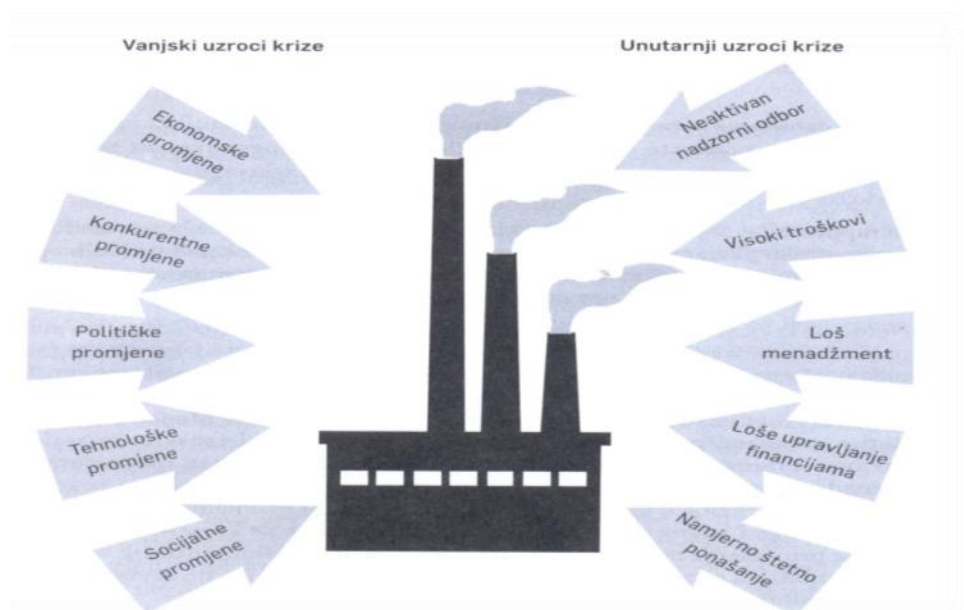 Vanjski uzroci krize
Unutarnji uzroci krize
Ekonomske
promjene
Konkurentne
promjene
Političke
promjene
Tehnološke
promjene
Socijalne
promjene
Neaktivan
nadzorni odbor
Visoki troškovi
Loš
menadžment
Loše upravljanje
financijama
Namjerno štetno
ponašanje